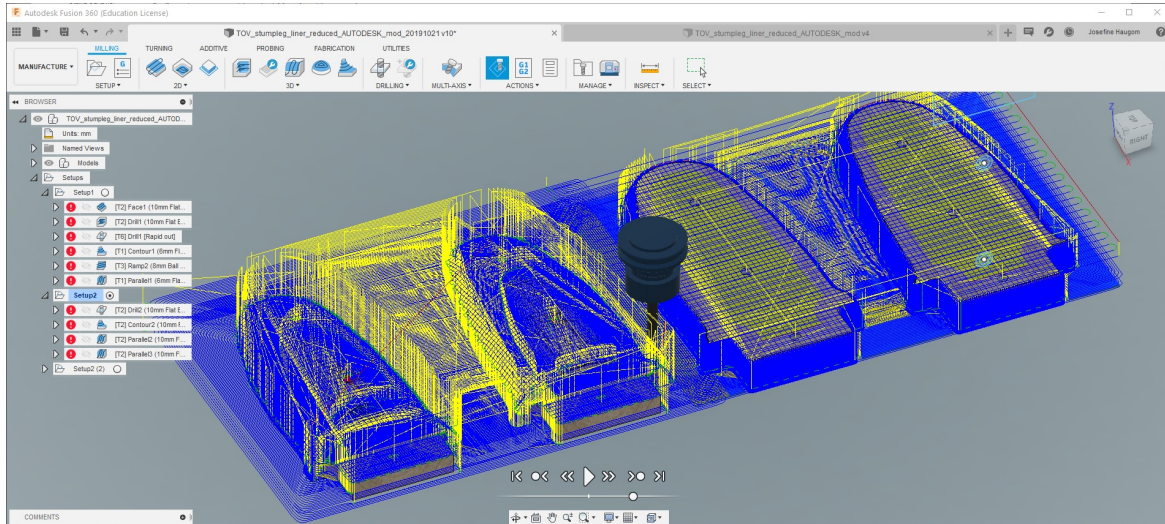 Autodesk Fusion 360 (Education License)
TOV_stumpleg_liner_reduced_AUTODESK_mod_20191021 v10*
TOV_stumpleg_liner_reduced_AUTODESK_mod v4
Josefine Haugom
MILLING TURNING ADDITIVE PROBING FABRICATION UTILITIES
MANUFACTURE
G
G1
G2
SETUP 2D 3D DRILLING MULTI-AXIS ACTIONS MANAGE INSPECT SELECT
BROWSER
TOV_stumpleg_liner_reduced_AUTOD...
Units: mm
Named Views
Models
Setups
Setup1
[T2] Face1 (10mm Flat...
[T2] Drill1 (10mm Flat E...
[T6] Drill1 [Rapid out]
[T1] Contour1 (6mm Fl...
[T3] Ramp2 (8mm Ball ...
[T1] Parallel1 (6mm Fla...
Setup2
[T2] Drill2 (10mm Flat E...
[T2] Contour2 (10mm F...
[T2] Parallel2 (10mm F...
[T2] Parallel3 (10mm F...
Setup2 (2)
Z
RIGHT
X
COMMENTS